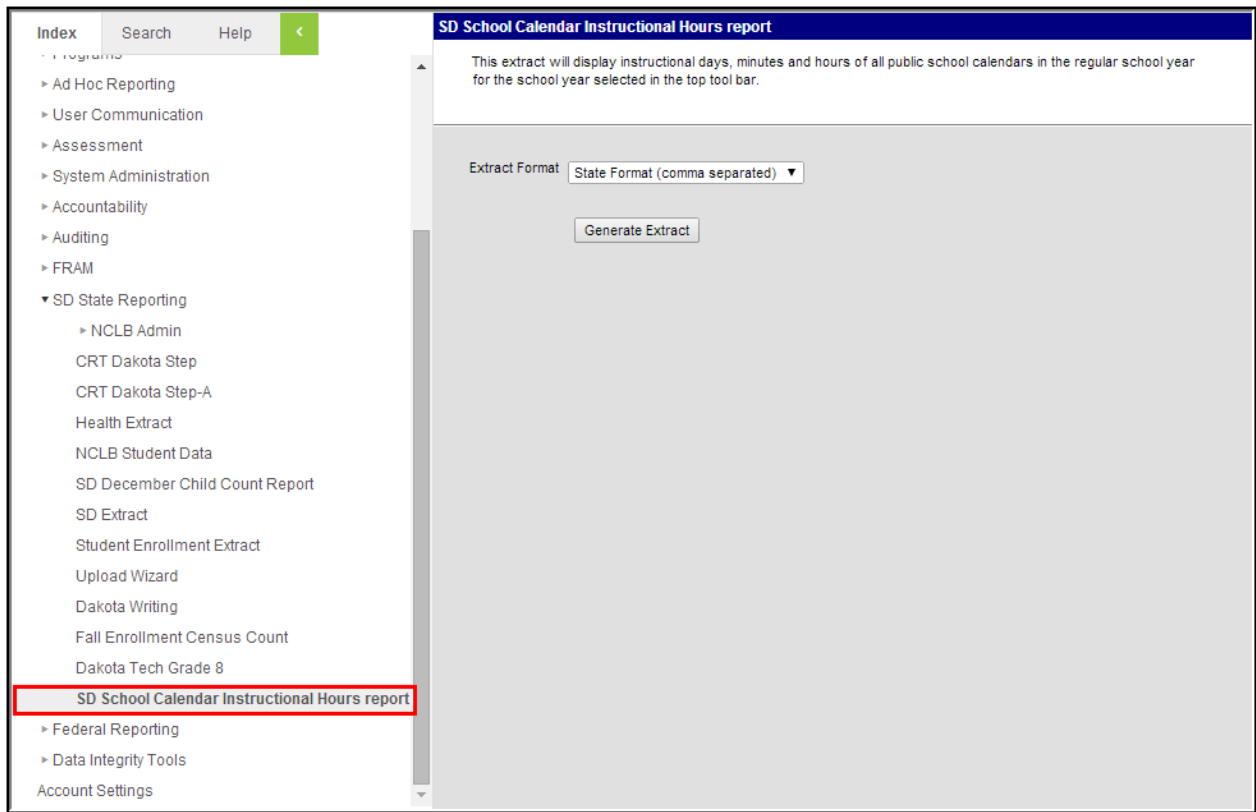 Index Search Help <
Programs
Ad Hoc Reporting
User Communication
Assessment
System Administration
Accountability
Auditing
FRAM
SD State Reporting
NCLB Admin
CRT Dakota Step
CRT Dakota Step-A
Health Extract
NCLB Student Data
SD December Child Count Report
SD Extract
Student Enrollment Extract
Upload Wizard
Dakota Writing
Fall Enrollment Census Count
Dakota Tech Grade 8
SD School Calendar Instructional Hours report
Federal Reporting
Data Integrity Tools
Account Settings
SD School Calendar Instructional Hours report
This extract will display instructional days, minutes and hours of all public school calendars in the regular school year
for the school year selected in the top tool bar.
Extract Format State Format (comma separated)
Generate Extract